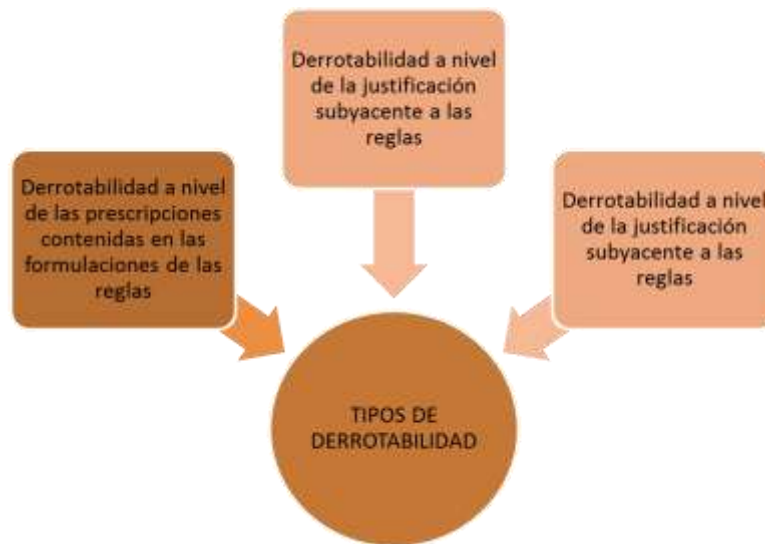 Derrotabilidad a nivel
de la justificación
subyacente a las
reglas
Derrotabilidad a nivel
de las prescripciones
contenidas en las
formulaciones de las
reglas
Derrotabilidad a nivel
de la justificación
subyacente a las
reglas
TIPOS DE
DERROTABILIDAD